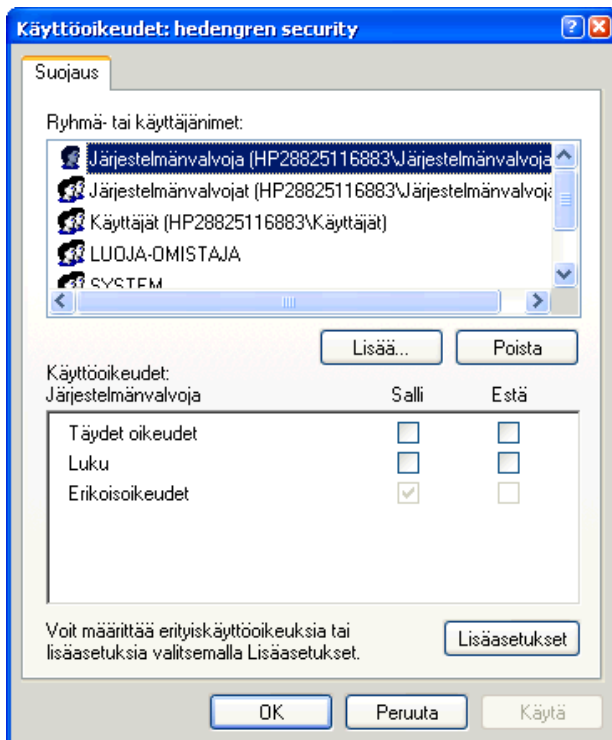 Käyttöoikeudet: hedengren security
Suojaus
Ryhmä- tai käyttäjänimet:
Järjestelmänvalvoja (HP28825116883\Järjestelmänvalvoja
Järjestelmänvalvojat (HP28825116883\Järjestelmänvalvoja
Käyttäjät (HP28825116883\Käyttäjät)
LUOJA-OMISTAJA
SYSTEM
Lisää... Poista
Käyttöoikeudet:
Järjestelmänvalvoja Salli Estä
Täydet oikeudet
Luku
Erikoisoikeudet
Voit määrittää erityiskäyttöoikeuksia tai
lisäasetuksia valitsemalla Lisäasetukset.
Lisäasetukset
OK Peruuta Käytä